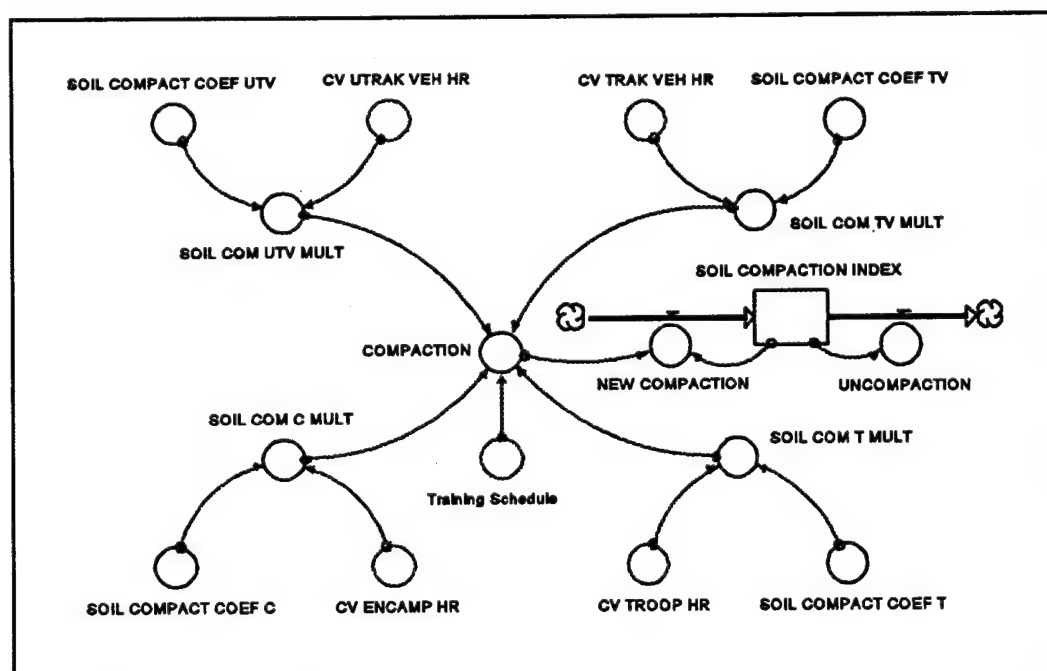 SOIL COMPACT COEF UTV
CV UTRAK VEH HR
CV TRAK VEH HR
SOIL COMPACT COEF TV
SOIL COM UTV MULT
SOIL COM TV MULT
SOIL COMPACTION INDEX
COMPACTION
NEW COMPACTION
UNCOMPACTION
SOIL COM C MULT
SOIL COM T MULT
Training Schedule
SOIL COMPACT COEF C
CV ENCAMP HR
CV TROOP HR
SOIL COMPACT COEF T